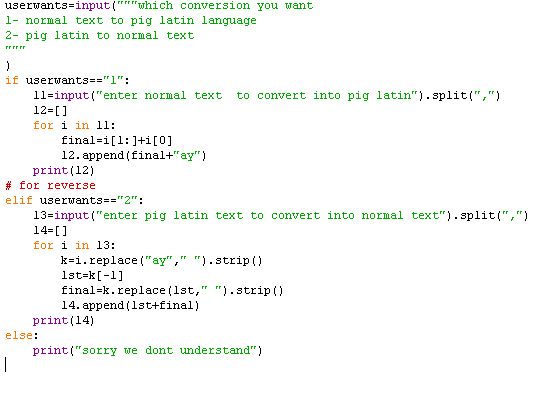 userwants=input("""which conversion you want
1- normal text to pig latin language
2- pig latin to normal text
"""
)
if userwants=="1":
    l1=input("enter normal text  to convert into pig latin").split(",")
    l2=[]
    for i in l1:
        final=i[1:]+i[0]
        l2.append(final+"ay")
    print(l2)
# for reverse
elif userwants=="2":
    l3=input("enter pig latin text to convert into normal text").split(",")
    l4=[]
    for i in l3:
        k=i.replace("ay"," ").strip()
        lst=k[-1]
        final=k.replace(lst," ").strip()
        l4.append(lst+final)
    print(l4)
else:
    print("sorry we dont understand")